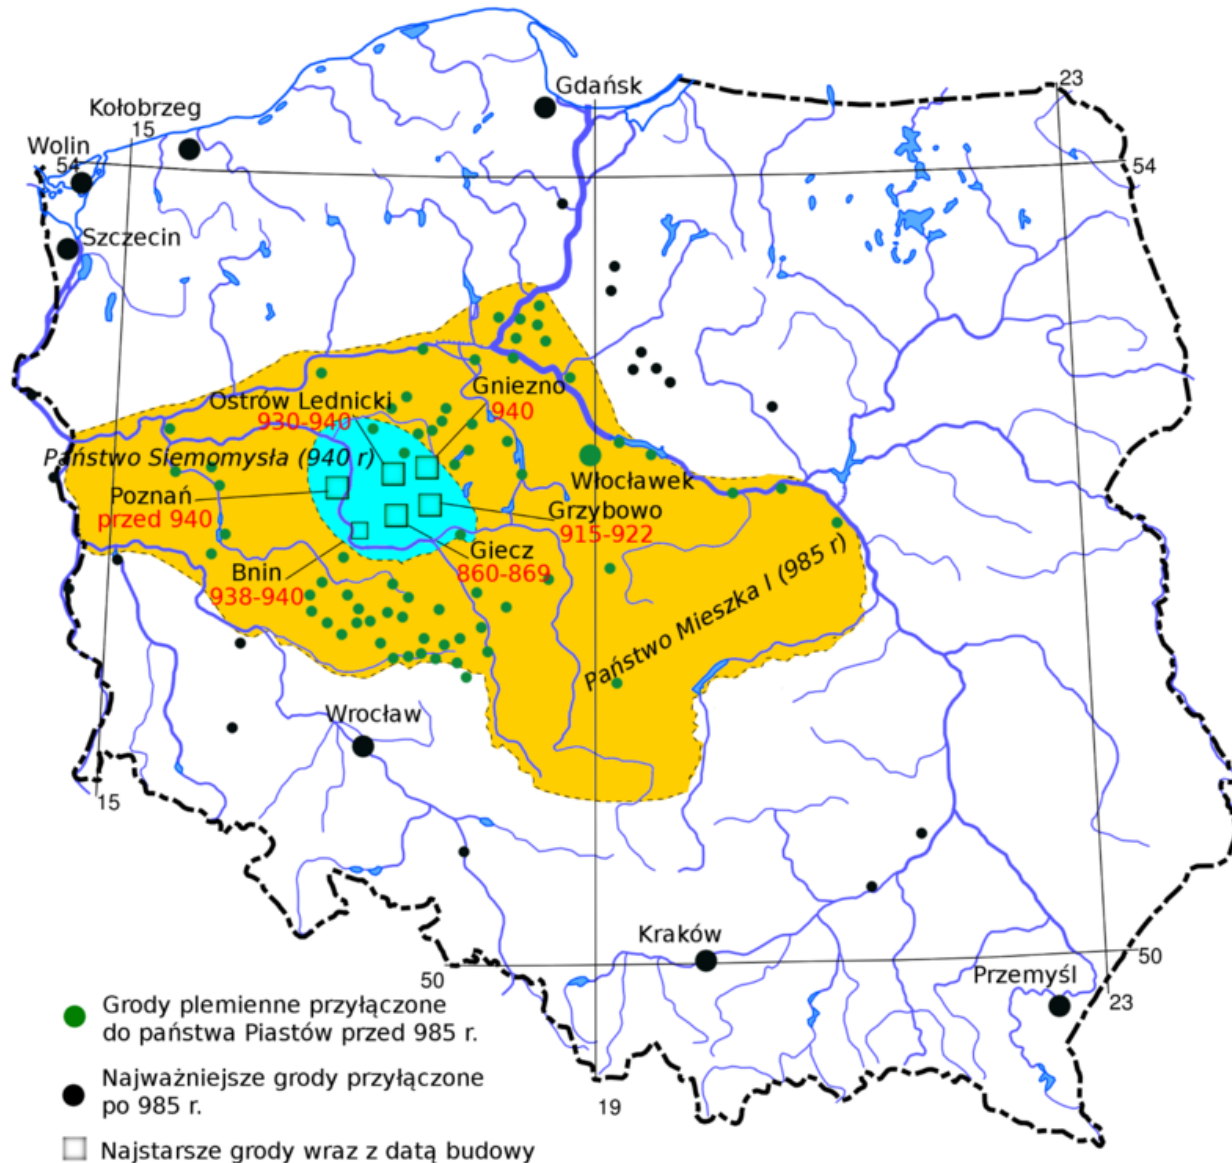 Gdańsk
23
Kołobrzeg
15
Wolin
54
54
Szczecin
Gniezno
940
Ostrów Lednicki
930-940
Państwo Siemomysła (940 r)
Włocławek
Poznań
przed 940
Grzybowo
915-922
Giecz
860-869
Bnin
938-940
Państwo Mieszka I (985 r)
Wrocław
15
Kraków
50
50
Przemyśl
23
19
Grody plemienne przyłączone
do państwa Piastów przed 985 r.
Najważniejsze grody przyłączone
po 985 r.
Najstarsze grody wraz z datą budowy